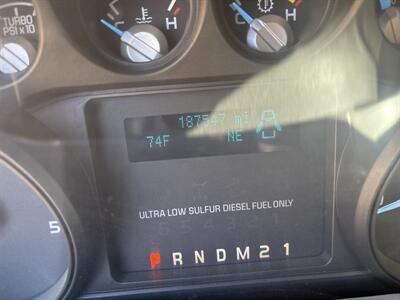 TURBO
PSI x 10
C H
C H
187547 mi
74F NE
5
ULTRA LOW SULFUR DIESEL FUEL ONLY
P R N D M 2 1